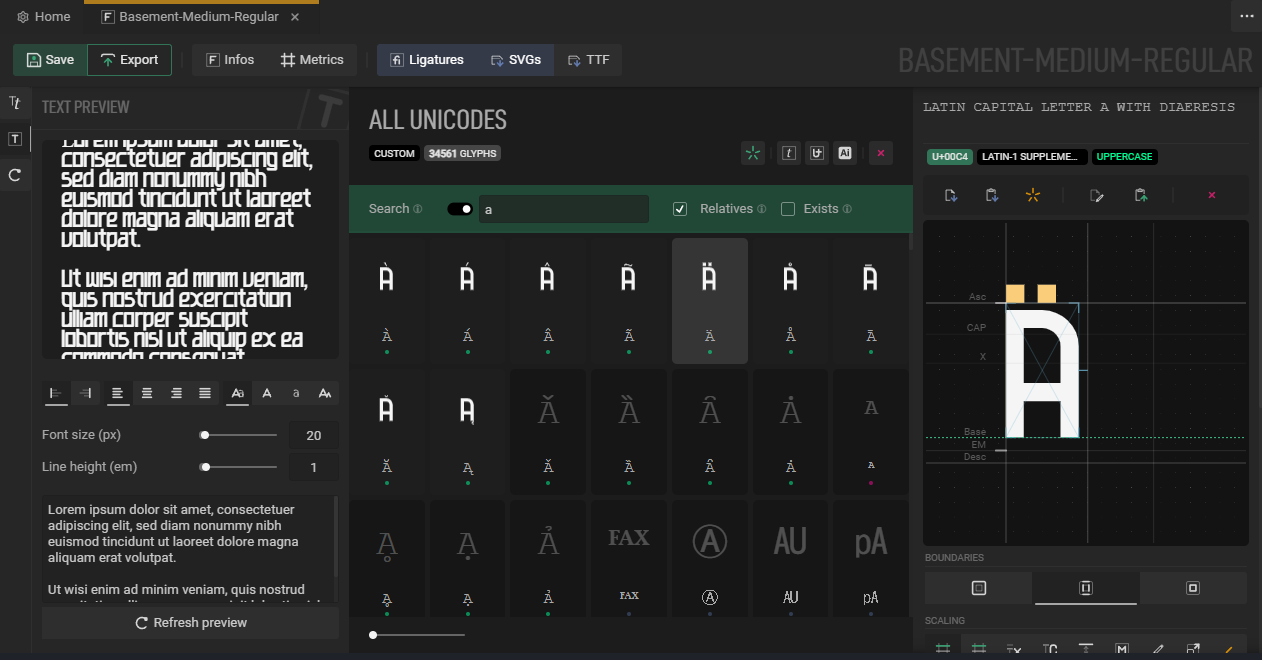 Home
Basement-Medium-Regular
Save
Export
Infos
Metrics
Ligatures
SVGs
TTF
BASEMENT-MEDIUM-REGULAR
TEXT PREVIEW
Lorem ipsum dolor sit amet,
consectetuer adipiscing elit,
sed diam nonummy nibh
euismod tincidunt ut laoreet
dolore magna aliquam erat
volutpat.
Ut wisi enim ad minim veniam,
quis nostrud exercitation
ulliam corper suscipit
lobortis nisl ut aliquip ex ea
commodo consequat.
Font size (px)
20
Line height (em)
1
Lorem ipsum dolor sit amet, consectetuer
adipiscing elit, sed diam nonummy nibh
euismod tincidunt ut laoreet dolore magna
aliquam erat volutpat.
Ut wisi enim ad minim veniam, quis nostrud
Refresh preview
ALL UNICODES
CUSTOM
34561 GLYPHS
Search
a
Relatives
Exists
À Á Â Ã Ä Å Ā
À Á Â Ã Ä Å Ā
Ă Ą Ǎ Ȁ Ȃ Ȧ ᴀ
Ă Ą Ǎ Ȁ Ȃ Ȧ ᴀ
Ḁ Ạ Ả FAX Ⓐ AU pA
Ḁ Ạ Ả FAX Ⓐ AU pA
LATIN CAPITAL LETTER A WITH DIAERESIS
U+00C4
LATIN-1 SUPPLEME...
UPPERCASE
Asc
CAP
X
Base
EM
Desc
Ä
BOUNDARIES
SCALING